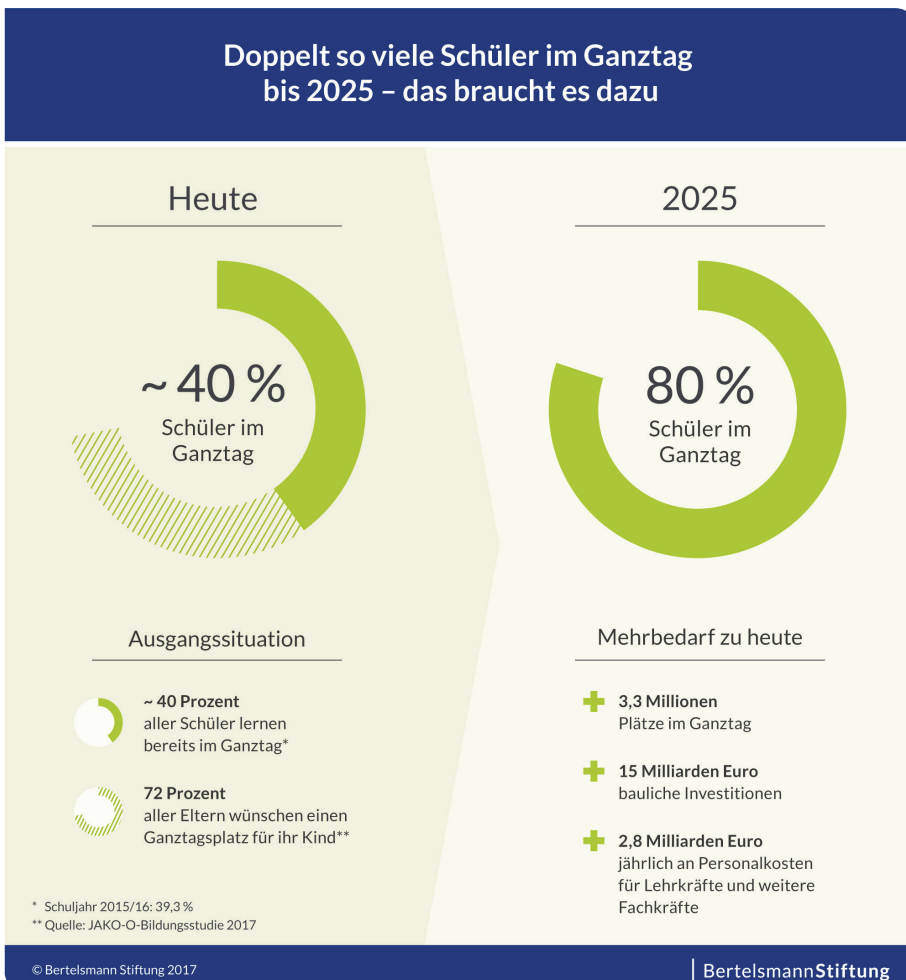 Doppelt so viele Schüler im Ganztag
bis 2025 – das braucht es dazu
Heute
~ 40 %
Schüler im
Ganztag
Ausgangssituation
~ 40 Prozent
aller Schüler lernen
bereits im Ganztag*
72 Prozent
aller Eltern wünschen einen
Ganztagsplatz für ihr Kind**
* Schuljahr 2015/16: 39,3 %
** Quelle: JAKO-O-Bildungsstudie 2017
2025
80 %
Schüler im
Ganztag
Mehrbedarf zu heute
3,3 Millionen
Plätze im Ganztag
15 Milliarden Euro
bauliche Investitionen
2,8 Milliarden Euro
jährlich an Personalkosten
für Lehrkräfte und weitere
Fachkräfte
© Bertelsmann Stiftung 2017
BertelsmannStiftung